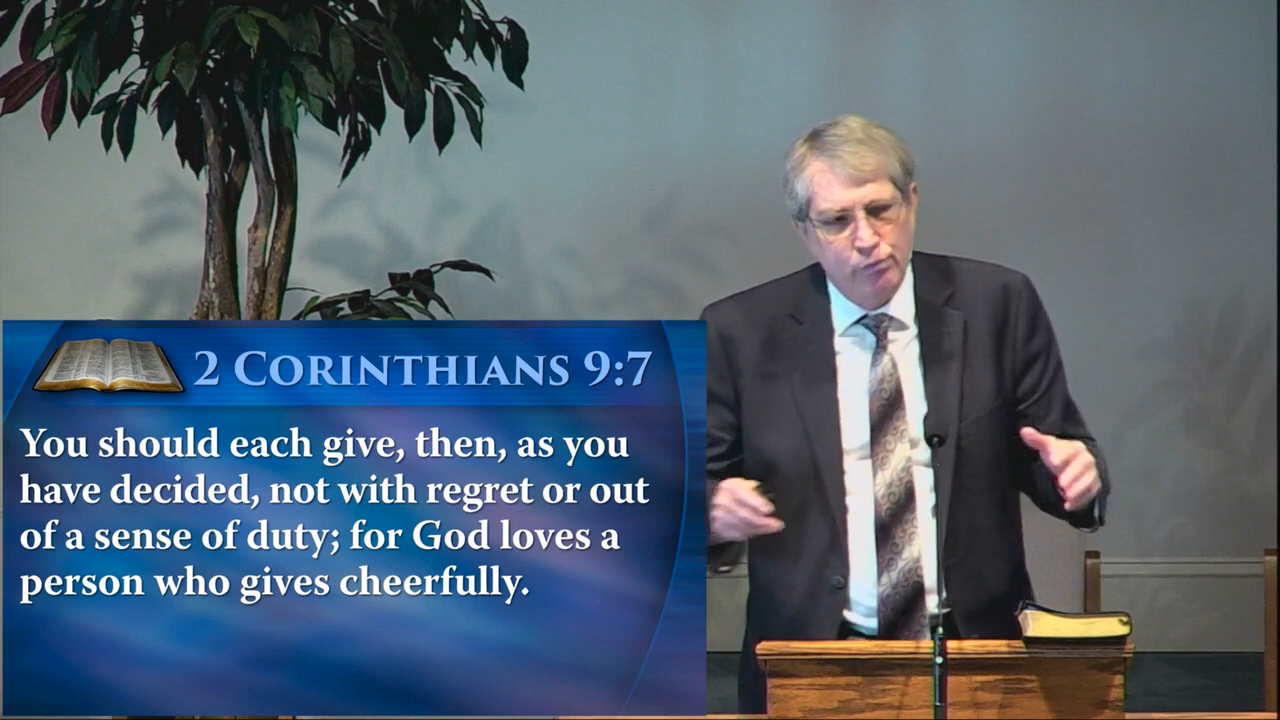 2 Corinthians 9:7
You should each give, then, as you
have decided, not with regret or out
of a sense of duty; for God loves a
person who gives cheerfully.